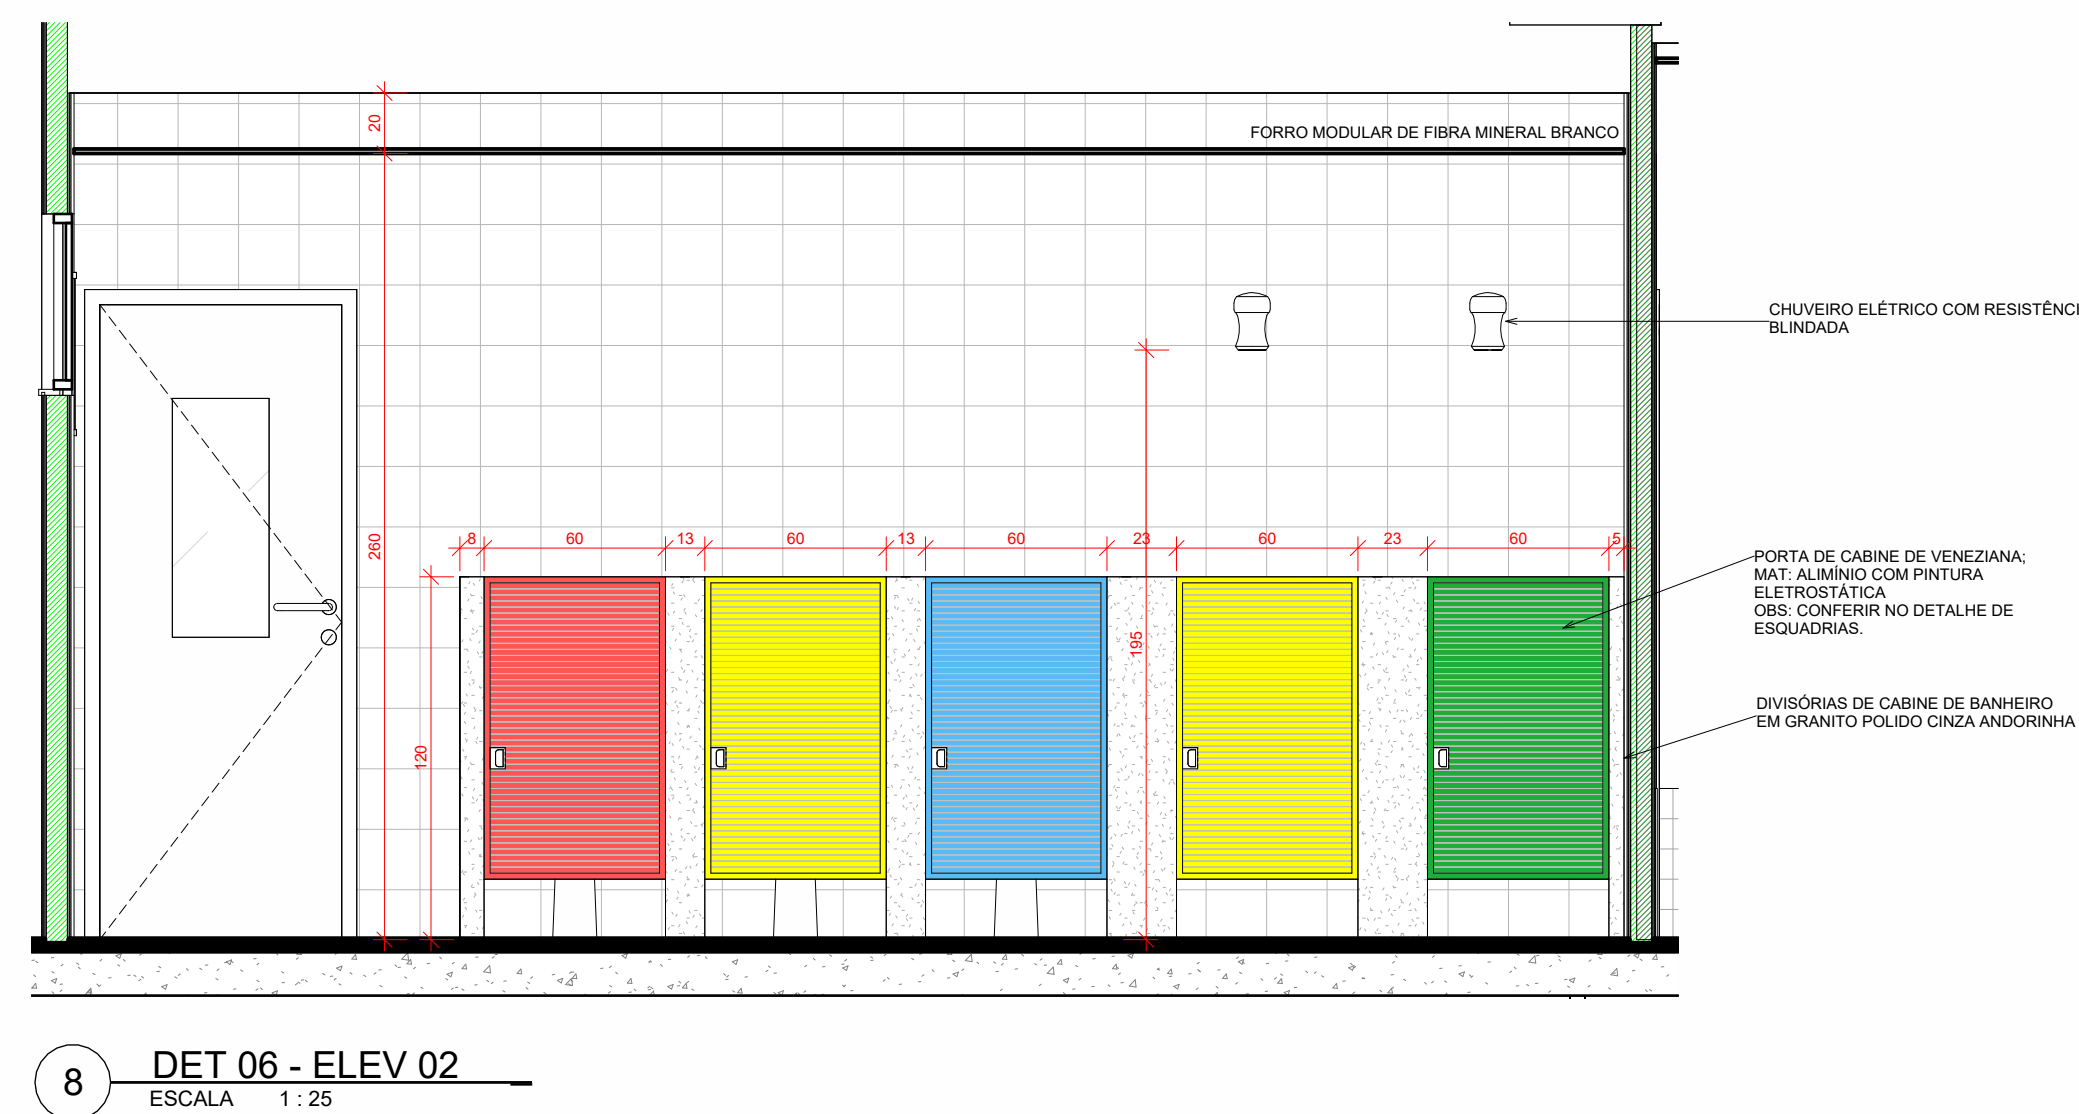 20
FORRO MODULAR DE FIBRA MINERAL BRANCO
CHUVEIRO ELÉTRICO COM RESISTÊNCI
BLINDADA
260
8 60 13 60 13 60 23 60 23 60 5
PORTA DE CABINE DE VENEZIANA;
MAT: ALIMÍNIO COM PINTURA
ELETROSTÁTICA
OBS: CONFERIR NO DETALHE DE
ESQUADRIAS.
195
120
DIVISÓRIAS DE CABINE DE BANHEIRO
EM GRANITO POLIDO CINZA ANDORINHA
8
DET 06 - ELEV 02
ESCALA 1 : 25